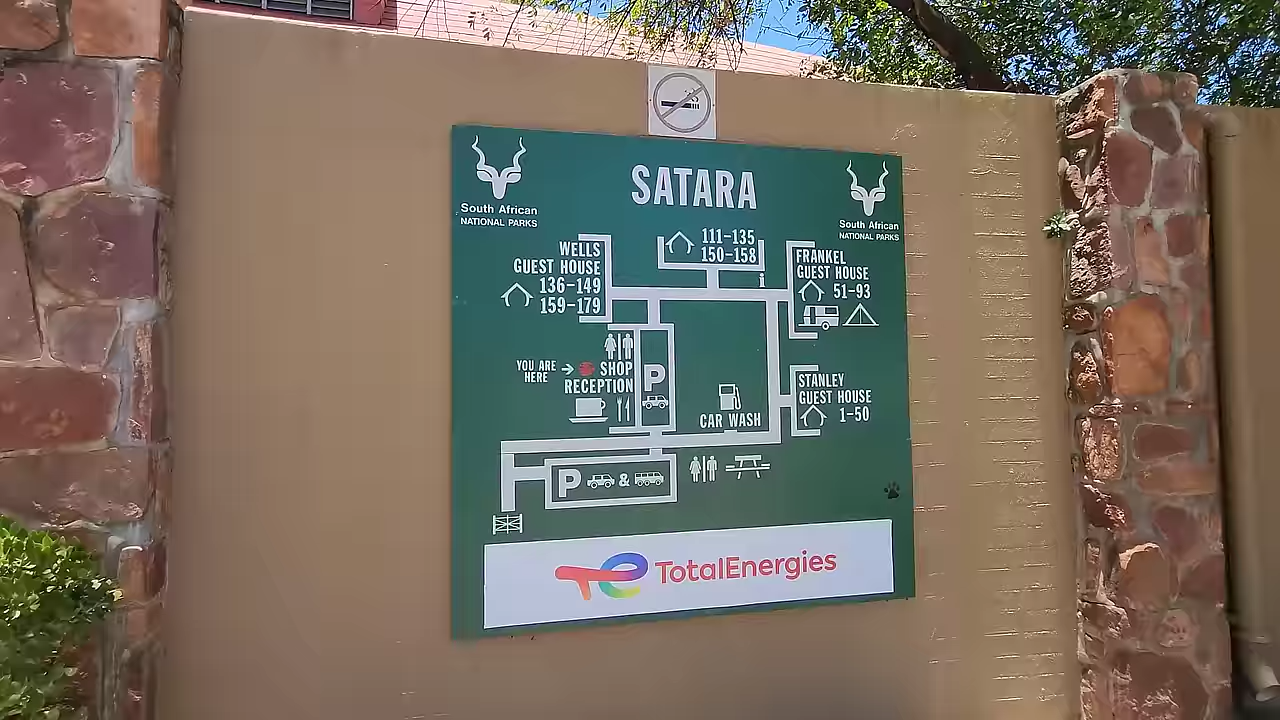 SATARA
South African
NATIONAL PARKS
South African
NATIONAL PARKS
WELLS
GUEST HOUSE
136-149
159-179
111-135
150-158
i
FRANKEL
GUEST HOUSE
51-93
YOU ARE
HERE
SHOP
RECEPTION
P
CAR WASH
STANLEY
GUEST HOUSE
1-50
P &
TotalEnergies